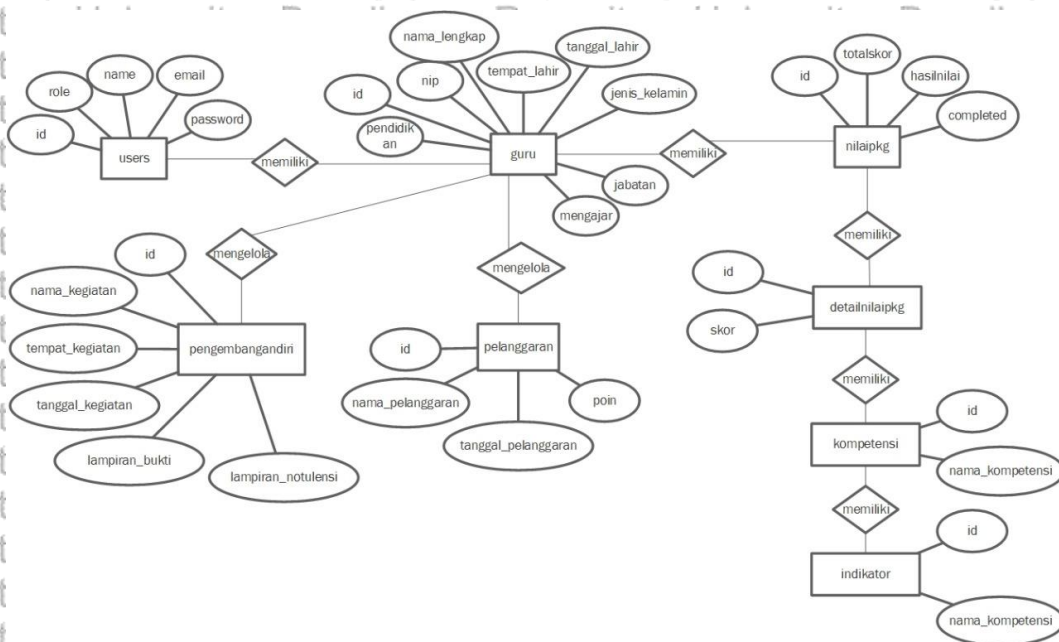 nama_lengkap
tanggal_lahir
totalskor
name
email
nip
tempat_lahir
id
hasilnilai
role
id
jenis_kelamin
completed
id
password
pendidik
an
users
memiliki
guru
memiliki
nilaipkg
jabatan
mengajar
memiliki
id
mengelola
mengelola
id
nama_kegiatan
detailnilaipkg
skor
tempat_kegiatan
pengembangandiri
id
pelanggaran
memiliki
tanggal_kegiatan
nama_pelanggaran
poin
id
lampiran_bukti
tanggal_pelanggaran
kompetensi
lampiran_notulensi
nama_kompetensi
memiliki
id
indikator
nama_kompetensi